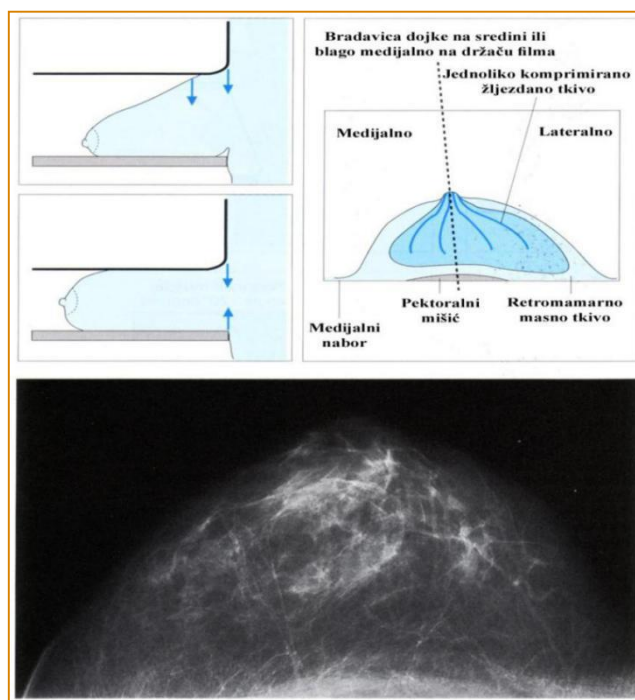 Bradavica dojke na sredini ili
blago medijalno na držaču filma
Jednoliko komprimirano
žljezdano tkivo
Medijalno
Lateralno
Pektoralni
mišić
Retromamarno
masno tkivo
Medijalni
nabor